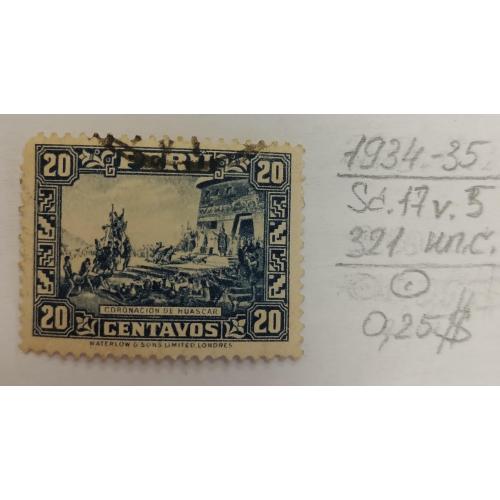 20 PERU 20
CORONACION DE HUASCAR
20 CENTAVOS 20
WATERLOW & SONS LIMITED, LONDRES
1934-35
Sc. 17 v. 5
321 ип.с.
0,25 $